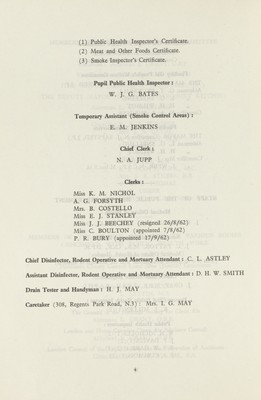 (1) Public Health Inspector's Certificate.
(2) Meat and Other Foods Certificate.
(3) Smoke Inspector's Certificate.
Pupil Public Health Inspector :
W. J. G. BATES
Temporary Assistant (Smoke Control Areas) :
E. M. JENKINS
Chief Clerk :
N. A. JUPP
Clerks :
Miss K. M. NICHOL
A. G. FORSYTH
Mrs. B. COSTELLO
Miss E. J. STANLEY
Miss J. J. BEECHEY (resigned 26/8/62)
Miss C. BOULTON (appointed 7/8/62)
P. B. BURY (appointed 17/9/62)
Chief Disinfector, Rodent Operative and Mortuary Attendant : C. L. ASTLEY
Assistant Disinfector, Rodent Operative and Mortuary Attendant : D. H. W. SMITH
Drain Tester and Handyman : H. J. MAY
Caretaker (308, Regents Park Road, N.3) Mrs. I. G. MAY
4